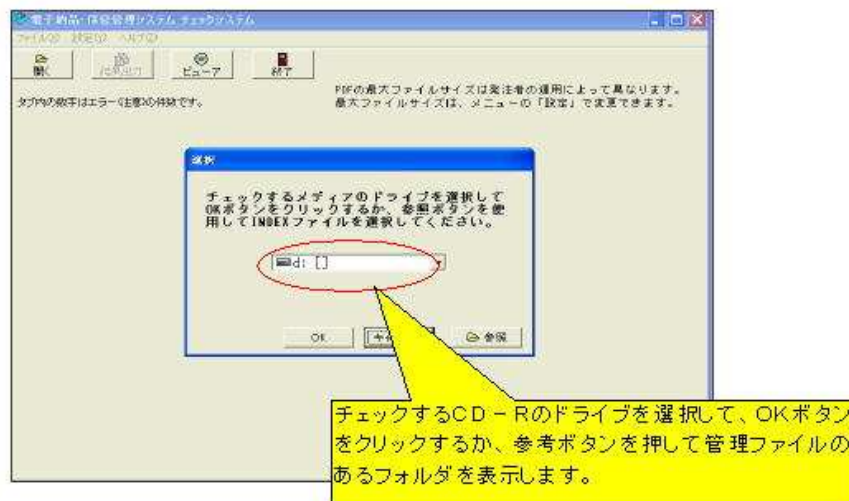 電子納品・保管管理システム チェックシステム
ファイル(F) 設定(S) ヘルプ(H)
開く 結果出力 ビューア 終了
PDFの最大ファイルサイズは発注者の運用によって異なります。
タブ内の数字はエラー(注意)の件数です。
最大ファイルサイズは、メニューの「設定」で変更できます。
選択
チェックするメディアのドライブを選択して
OKボタンをクリックするか、参照ボタンを使
用してINDEXファイルを選択してください。
d: []
OK 参照
チェックするCD-Rのドライブを選択して、OKボタン
をクリックするか、参考ボタンを押して管理ファイルの
あるフォルダを表示します。